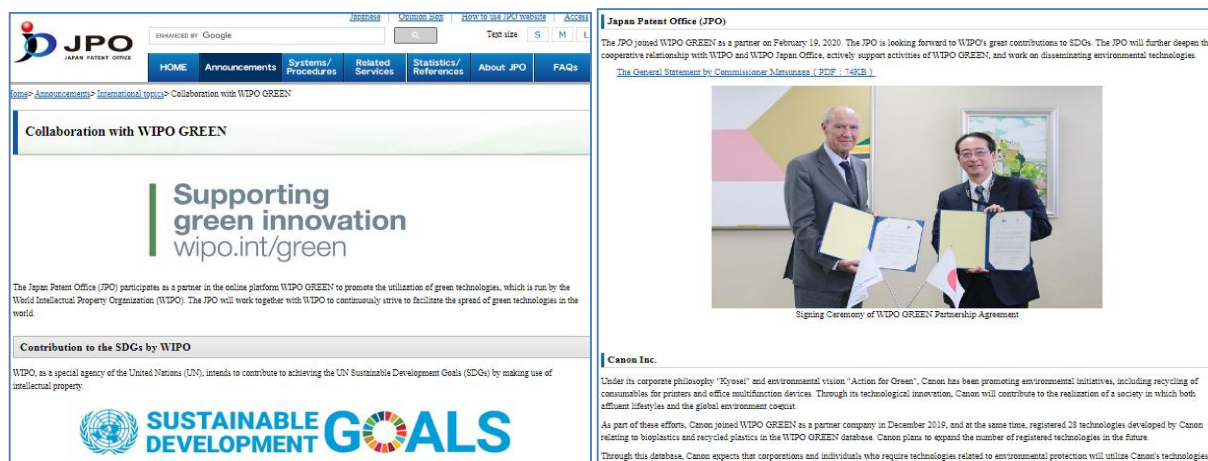 Japanese | Opinion Box | How to use JPO website | Access
JPO
JAPAN PATENT OFFICE
ENHANCED BY Google
Text size S M L
HOME Announcements Systems/Procedures Related Services Statistics/References About JPO FAQs
Home> Announcements> International topics> Collaboration with WIPO GREEN
Collaboration with WIPO GREEN
Supporting
green innovation
wipo.int/green
The Japan Patent Office (JPO) participates as a partner in the online platform WIPO GREEN to promote the utilization of green technologies, which is run by the
World Intellectual Property Organization (WIPO). The JPO will work together with WIPO to continuously strive to facilitate the spread of green technologies in the
world.
Contribution to the SDGs by WIPO
WIPO, as a special agency of the United Nations (UN), intends to contribute to achieving the UN Sustainable Development Goals (SDGs) by making use of
intellectual property.
SUSTAINABLE
DEVELOPMENT GOALS
Japan Patent Office (JPO)
The JPO joined WIPO GREEN as a partner on February 19, 2020. The JPO is looking forward to WIPO's great contributions to SDGs. The JPO will further deepen the
cooperative relationship with WIPO and WIPO Japan Office, actively support activities of WIPO GREEN, and work on disseminating environmental technologies.
The General Statement by Commissioner Matsunaga ( PDF : 74KB )
Signing Ceremony of WIPO GREEN Partnership Agreement
Canon Inc.
Under its corporate philosophy "Kyosei" and environmental vision "Action for Green", Canon has been promoting environmental initiatives, including recycling of
consumables for printers and office multifunction devices. Through its technological innovation, Canon will contribute to the realization of a society in which both
affluent lifestyles and the global environment coexist.
As part of these efforts, Canon joined WIPO GREEN as a partner company in December 2019, and at the same time, registered 28 technologies developed by Canon
relating to bioplastics and recycled plastics in the WIPO GREEN database. Canon plans to expand the number of registered technologies in the future.
Through this database, Canon expects that corporations and individuals who require technologies related to environmental protection will utilize Canon's technologies